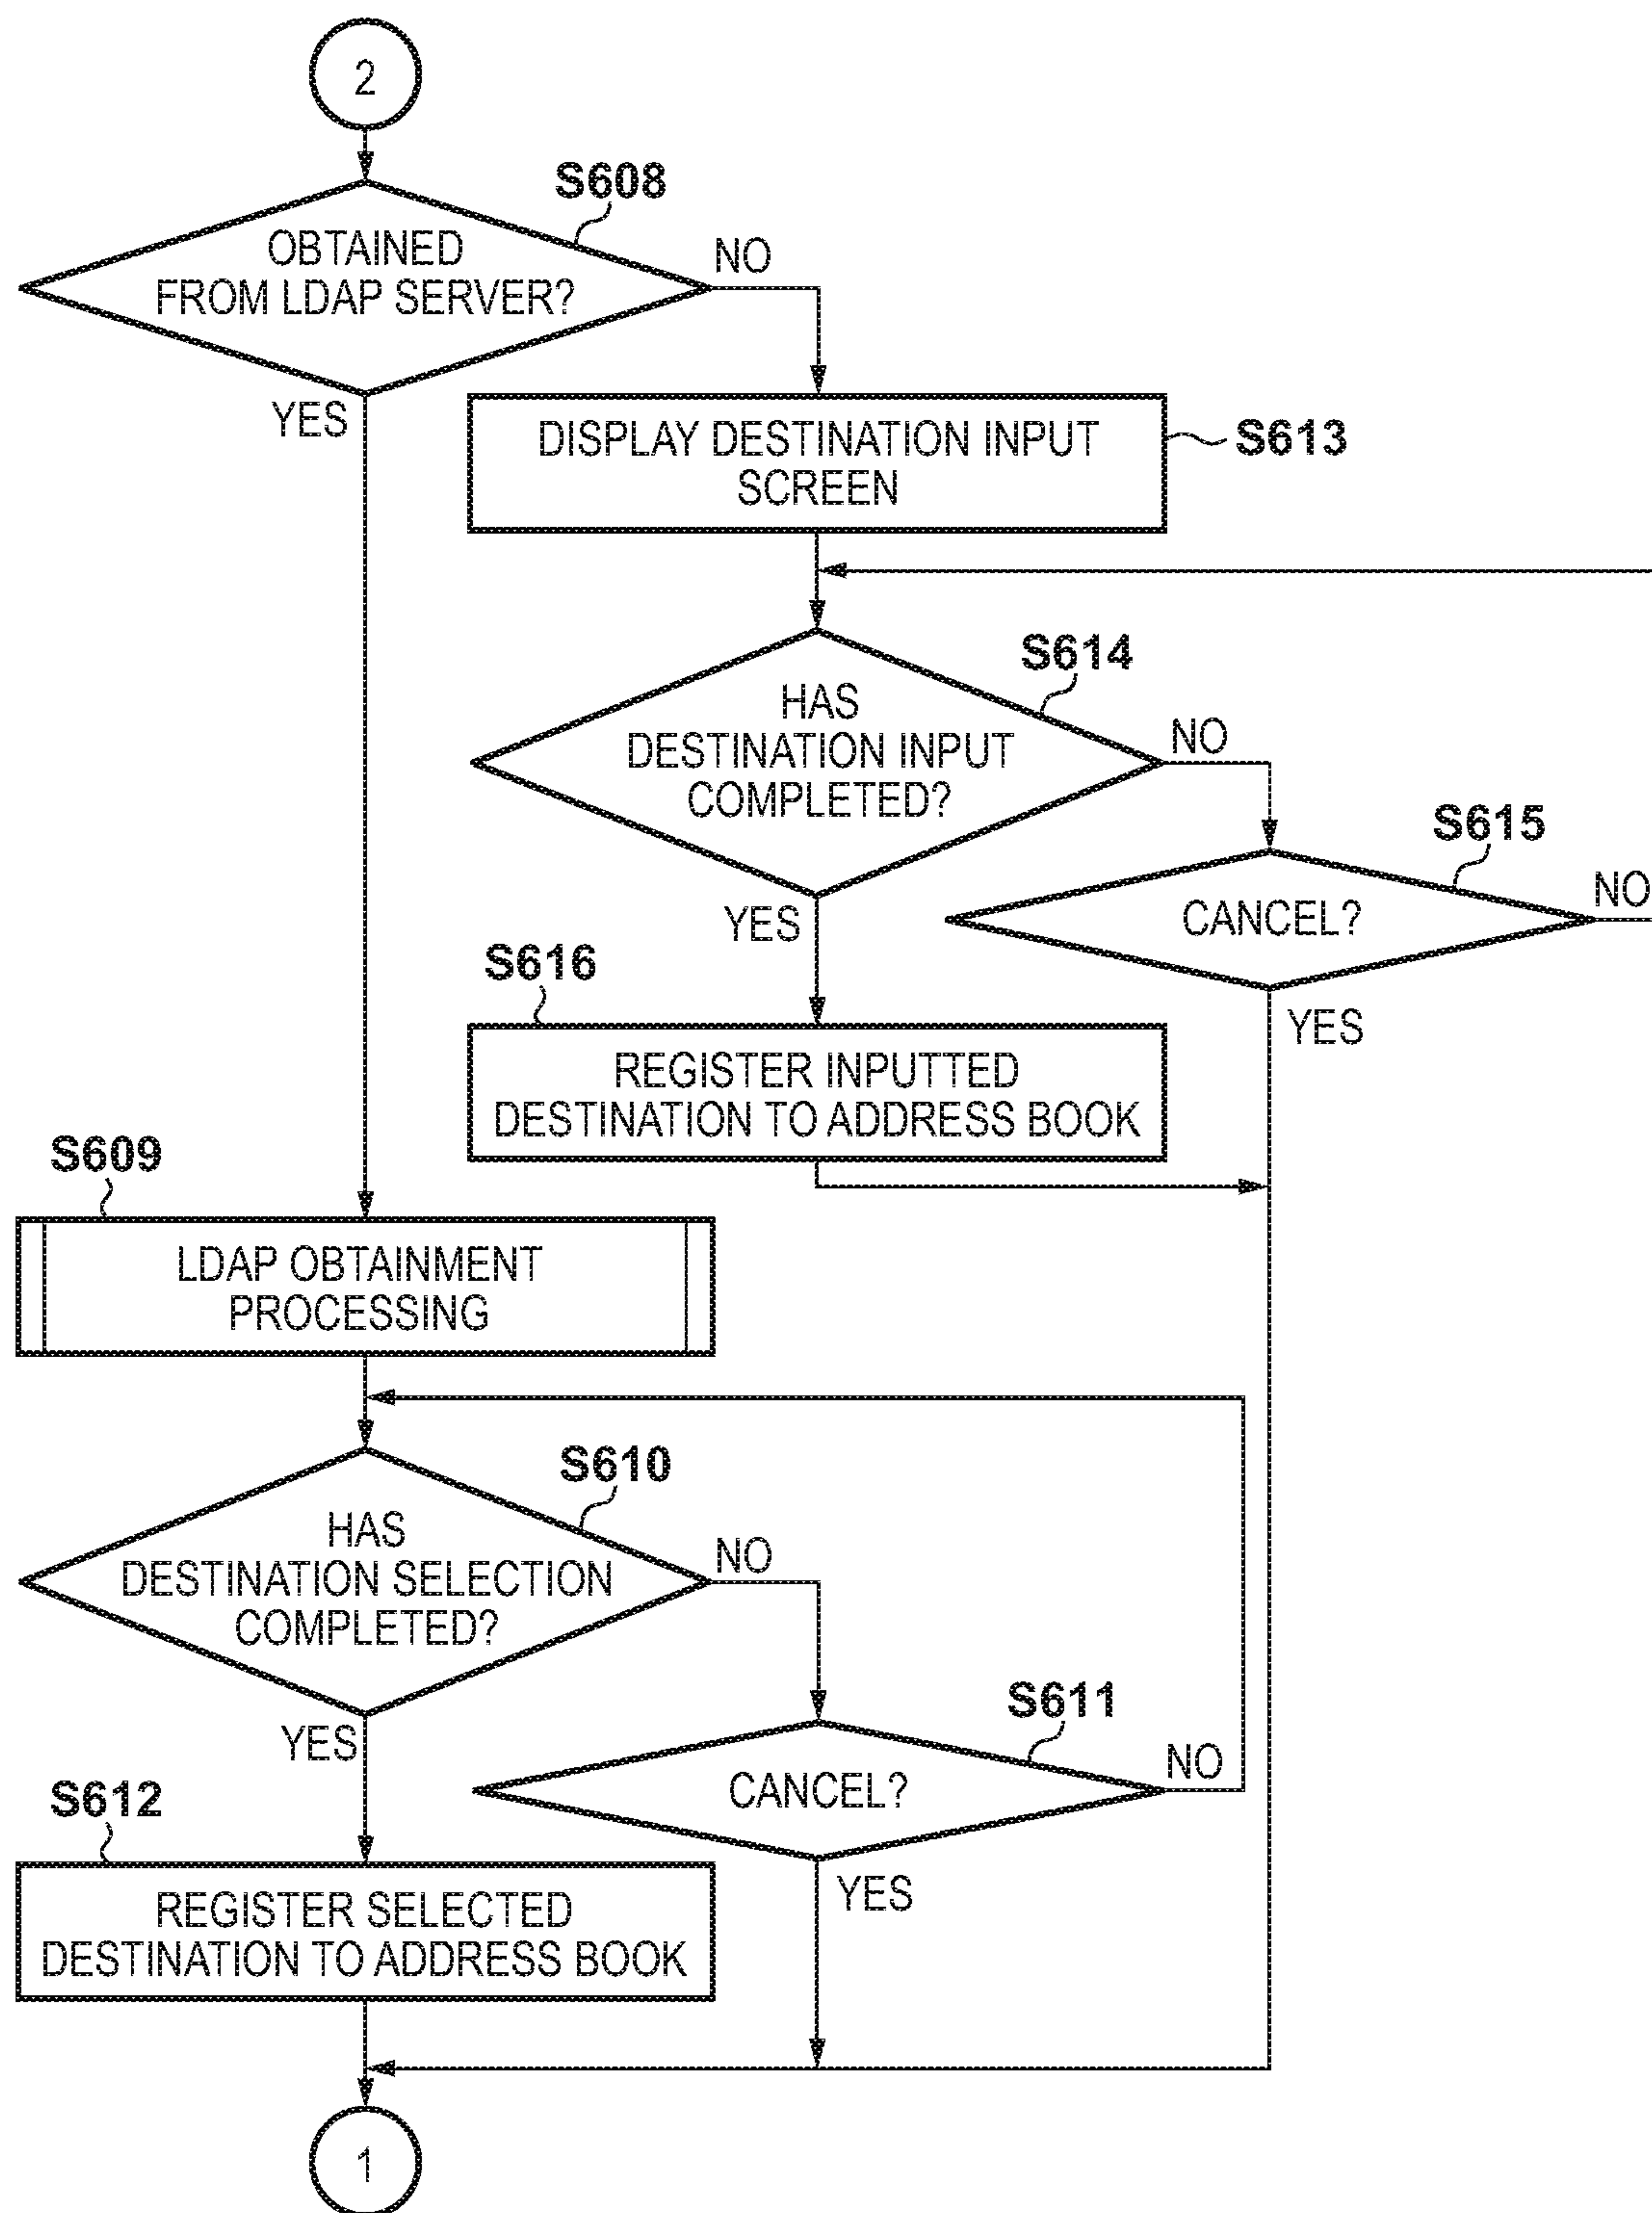 2
S608
OBTAINED
FROM LDAP SERVER?
NO
YES
DISPLAY DESTINATION INPUT
SCREEN
S613
S614
HAS
DESTINATION INPUT
COMPLETED?
NO
YES
S615
CANCEL?
NO
YES
S616
REGISTER INPUTTED
DESTINATION TO ADDRESS BOOK
S609
LDAP OBTAINMENT
PROCESSING
S610
HAS
DESTINATION SELECTION
COMPLETED?
NO
YES
S611
CANCEL?
NO
YES
S612
REGISTER SELECTED
DESTINATION TO ADDRESS BOOK
1